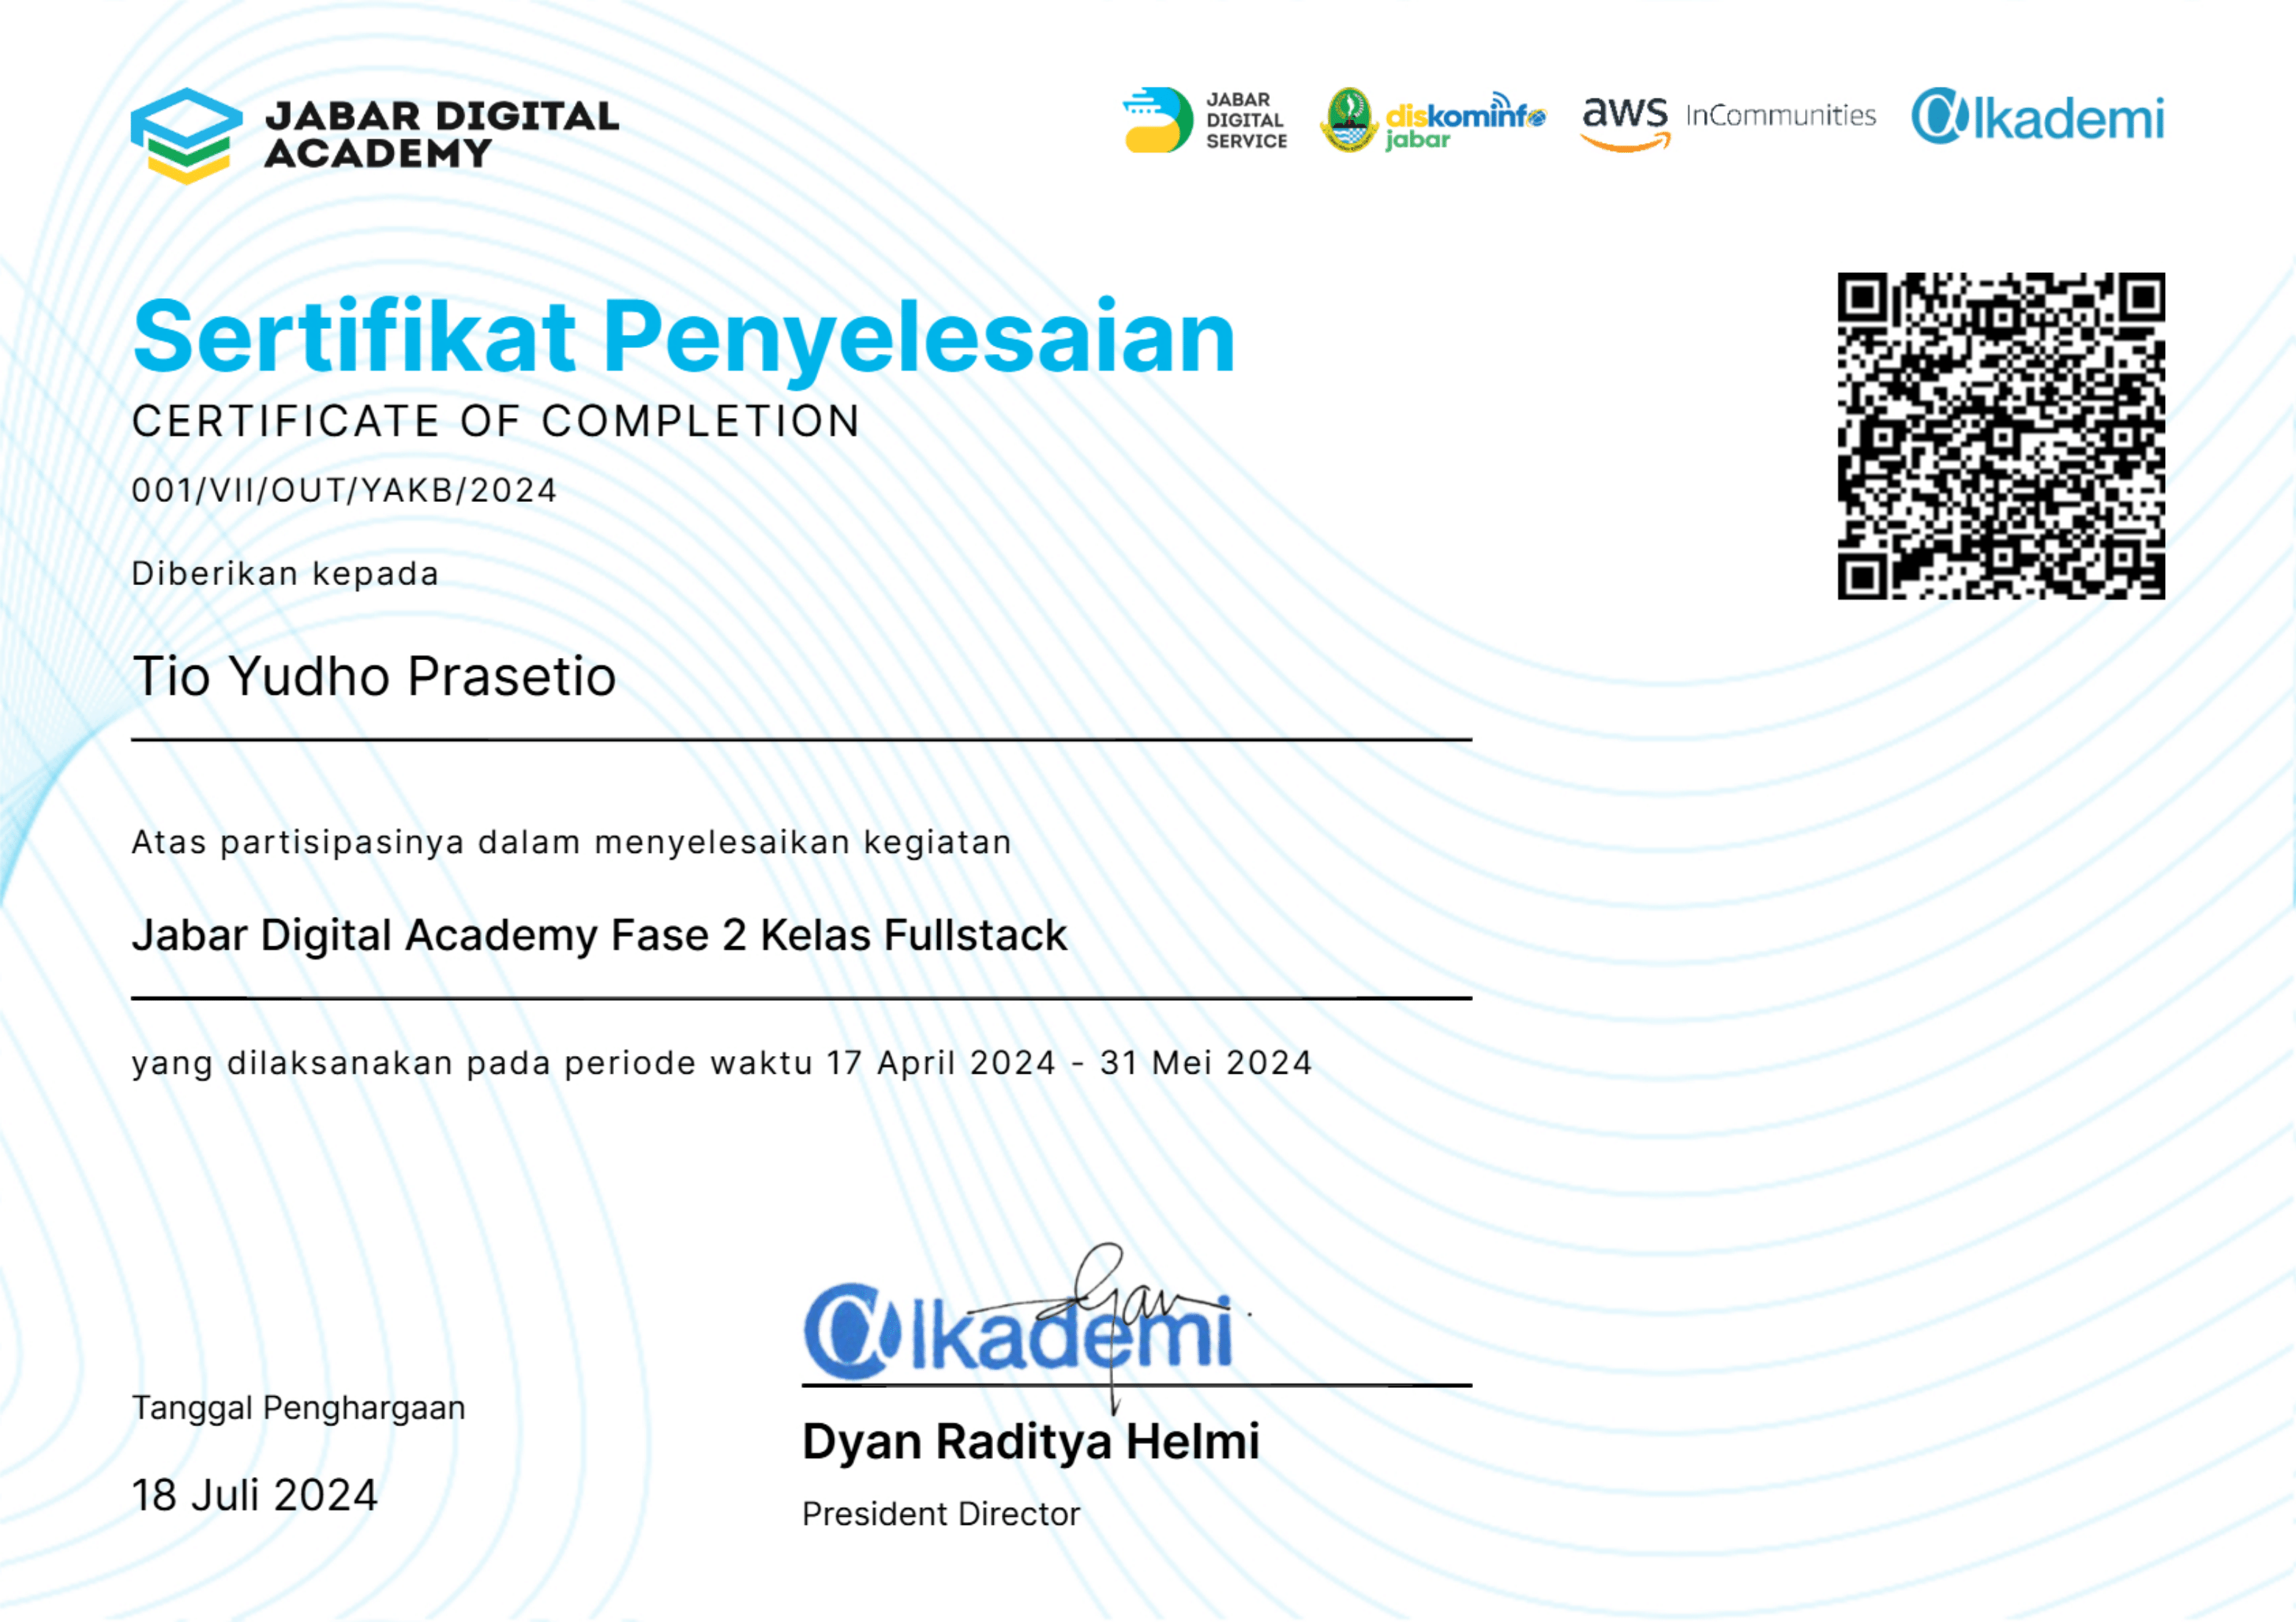 JABAR DIGITAL
ACADEMY
JABAR
DIGITAL
SERVICE
diskominfo
jabar
aws InCommunities
Alkademi
Sertifikat Penyelesaian
CERTIFICATE OF COMPLETION
001/VII/OUT/YAKB/2024
Diberikan kepada
Tio Yudho Prasetio
Atas partisipasinya dalam menyelesaikan kegiatan
Jabar Digital Academy Fase 2 Kelas Fullstack
yang dilaksanakan pada periode waktu 17 April 2024 - 31 Mei 2024
Alkademi
Tanggal Penghargaan
18 Juli 2024
Dyan Raditya Helmi
President Director